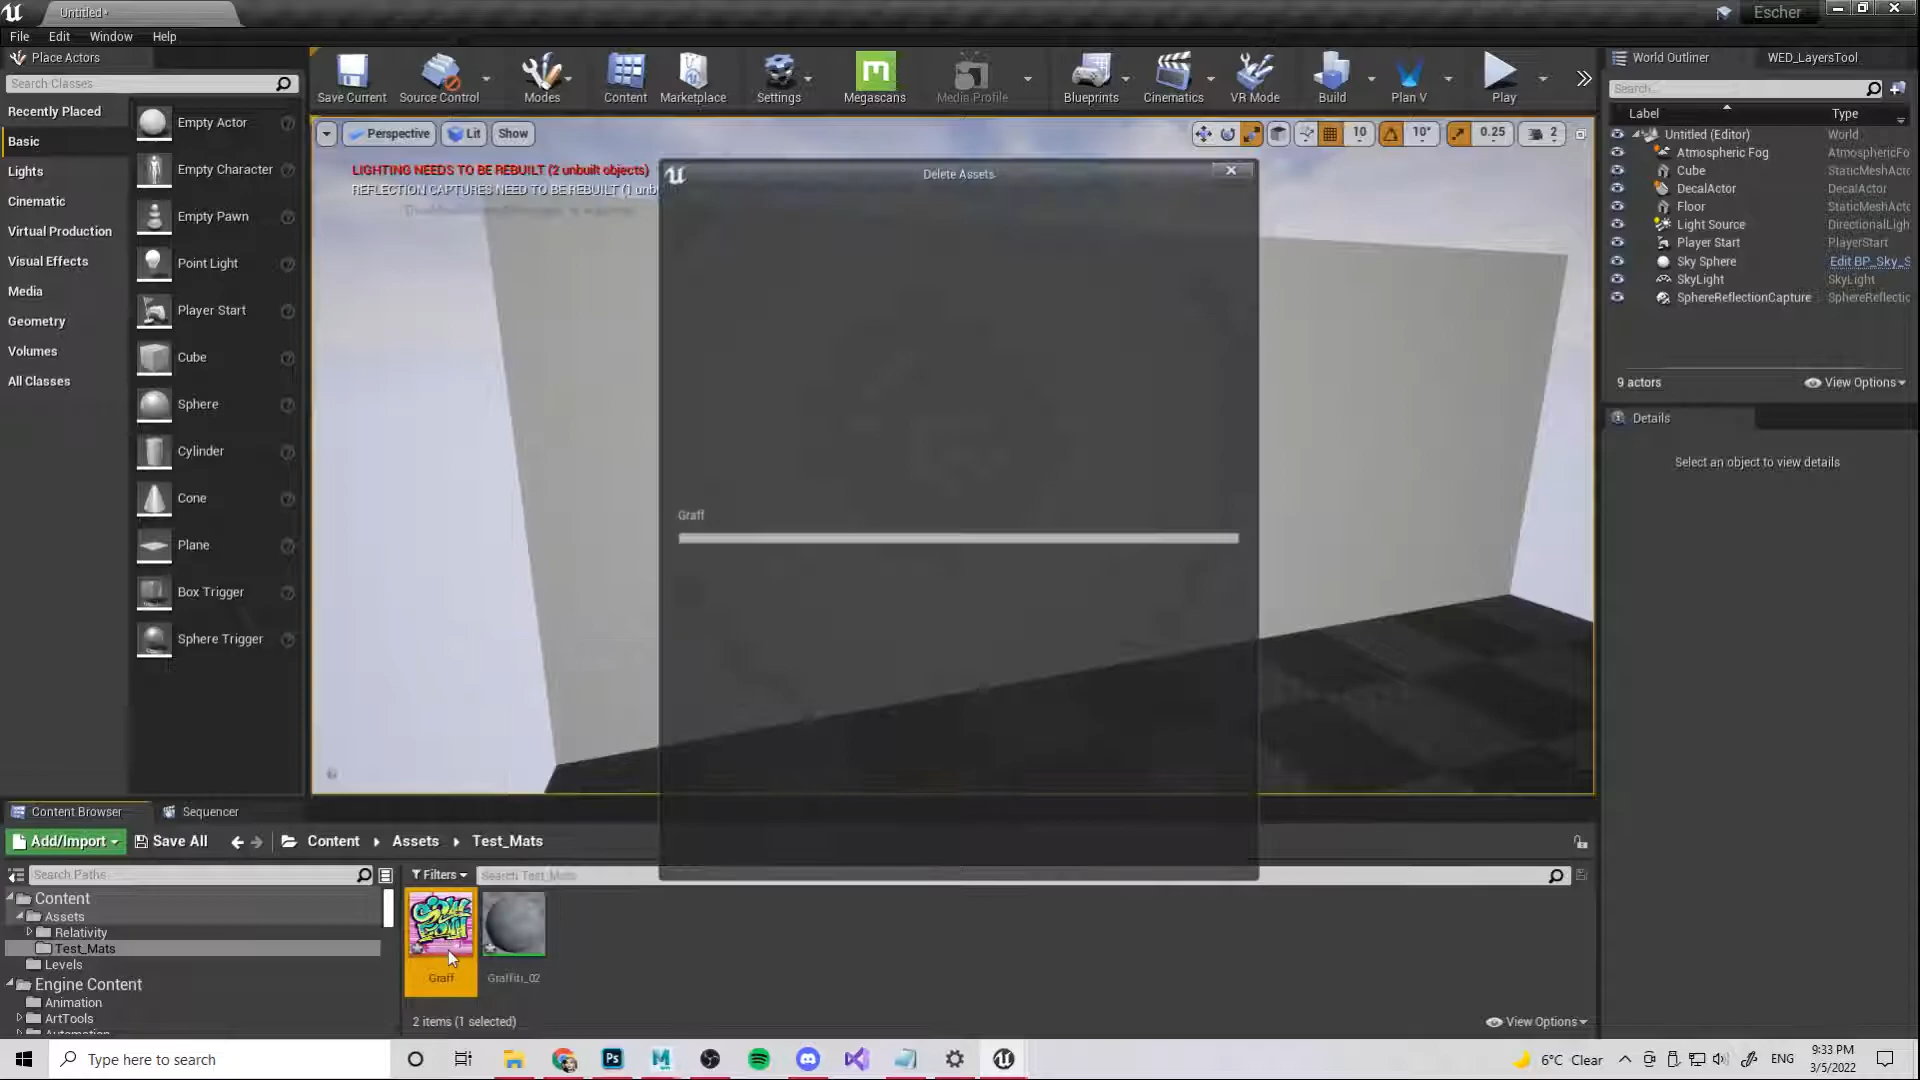 Untitled•
Escher
File Edit Window Help
Place Actors
Search Classes
Recently Placed
Basic
Lights
Cinematic
Virtual Production
Visual Effects
Media
Geometry
Volumes
All Classes
Empty Actor
Empty Character
Empty Pawn
Point Light
Player Start
Cube
Sphere
Cylinder
Cone
Plane
Box Trigger
Sphere Trigger
Save Current Source Control Modes Content Marketplace Settings Megascans Media Profile Blueprints Cinematics VR Mode Build Plan V Play
Perspective Lit Show
10 10° 0.25 2
LIGHTING NEEDS TO BE REBUILT (2 unbuilt objects)
REFLECTION CAPTURES NEED TO BE REBUILT (1 unb
Delete Assets
Graff
World Outliner WED_LayersTool
Search...
Label Type
Untitled (Editor) World
Atmospheric Fog AtmosphericFo
Cube StaticMeshActo
DecalActor DecalActor
Floor StaticMeshActo
Light Source DirectionalLigh
Player Start PlayerStart
Sky Sphere Edit BP_Sky_S
SkyLight SkyLight
SphereReflectionCapture SphereReflectic
9 actors View Options
Details
Select an object to view details
Content Browser Sequencer
Add/Import Save All Content Assets Test_Mats
Search Paths
Filters Search Test_Mats
Content
Assets
Relativity
Test_Mats
Levels
Engine Content
Animation
ArtTools
Automation
Graff Graffiti_02
2 items (1 selected) View Options
Type here to search
Ps
6°C Clear ENG
9:33 PM
3/5/2022